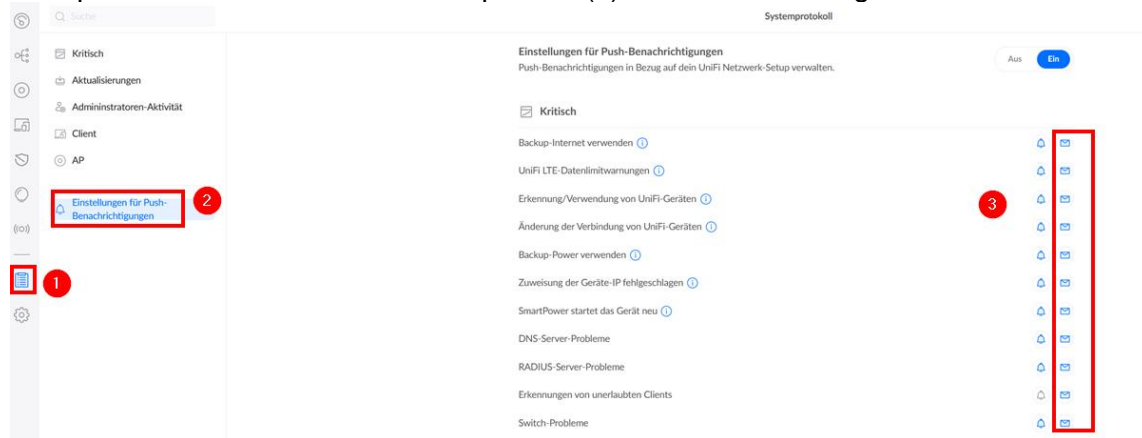 Suche
Systemprotokoll
Kritisch
Aktualisierungen
Admininstratoren-Aktivität
Client
AP
Einstellungen für Push-
Benachrichtigungen
2
1
Einstellungen für Push-Benachrichtigungen
Push-Benachrichtigungen in Bezug auf dein UniFi Netzwerk-Setup verwalten.
Aus Ein
Kritisch
Backup-Internet verwenden
UniFi LTE-Datenlimitwarnungen
Erkennung/Verwendung von UniFi-Geräten
3
Änderung der Verbindung von UniFi-Geräten
Backup-Power verwenden
Zuweisung der Geräte-IP fehlgeschlagen
SmartPower startet das Gerät neu
DNS-Server-Probleme
RADIUS-Server-Probleme
Erkennungen von unerlaubten Clients
Switch-Probleme